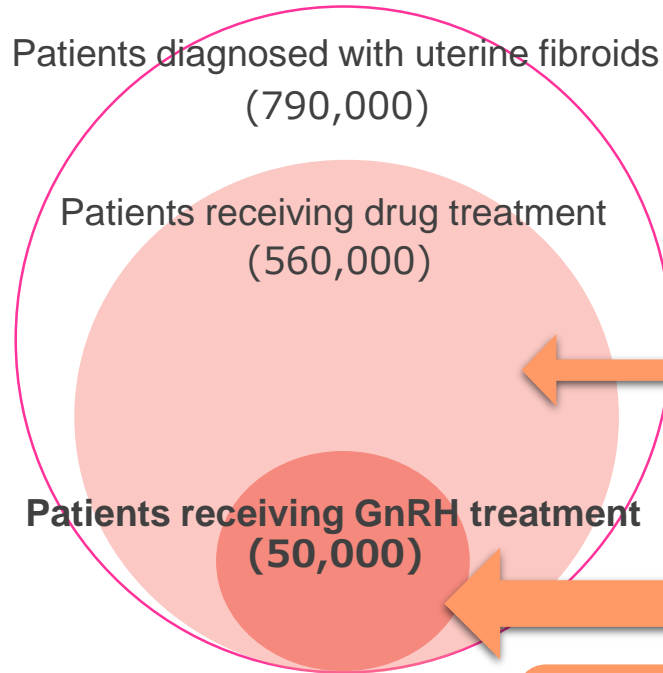 Patients diagnosed with uterine fibroids
(790,000)
Patients receiving drug treatment
(560,000)
Patients receiving GnRH treatment
(50,000)